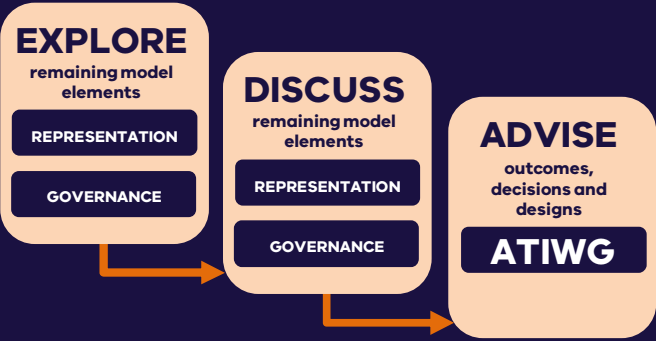 EXPLORE
remaining model
elements
REPRESENTATION
GOVERNANCE
DISCUSS
remaining model
elements
REPRESENTATION
GOVERNANCE
ADVISE
outcomes,
decisions and
designs
ATIWG